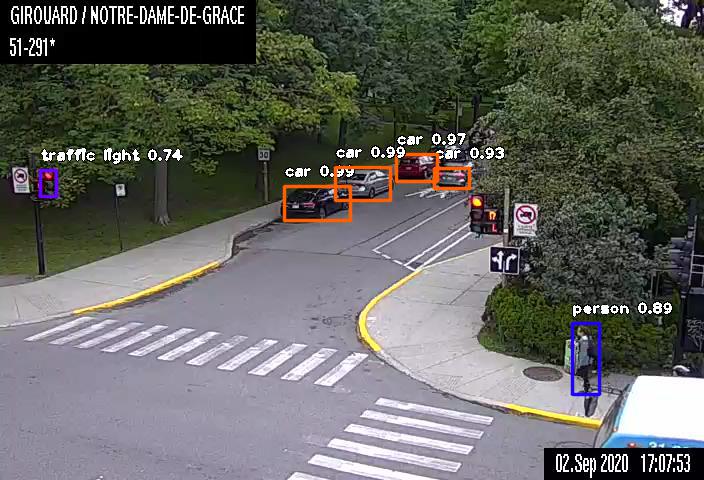 GIROUARD / NOTRE-DAME-DE-GRACE
51-291*
car 0.97
car 0.99
car 0.93
traffic light 0.74
car 0.99
30
person 0.89
02.Sep 2020 17:07:53